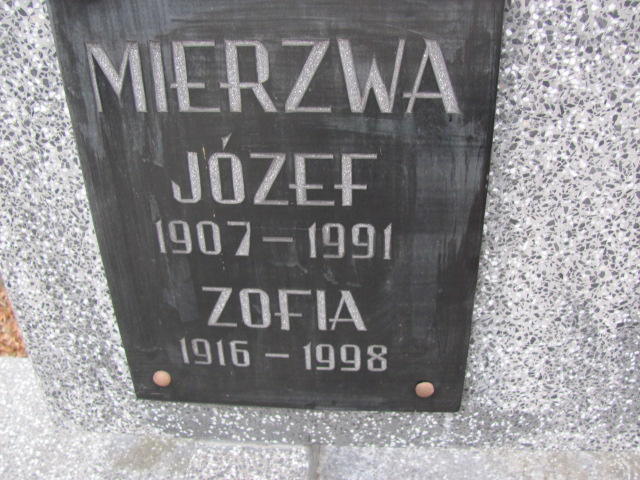 MIERZWA
JÓZEF
1907 - 1991
ZOFIA
1916 - 1998